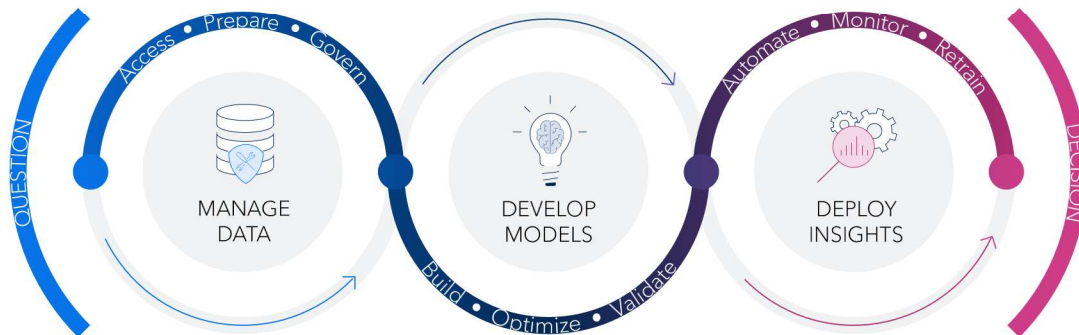 QUESTION
Access • Prepare • Govern
MANAGE
DATA
Build • Optimize • Validate
DEVELOP
MODELS
Automate • Monitor • Retrain
DEPLOY
INSIGHTS
DECISION